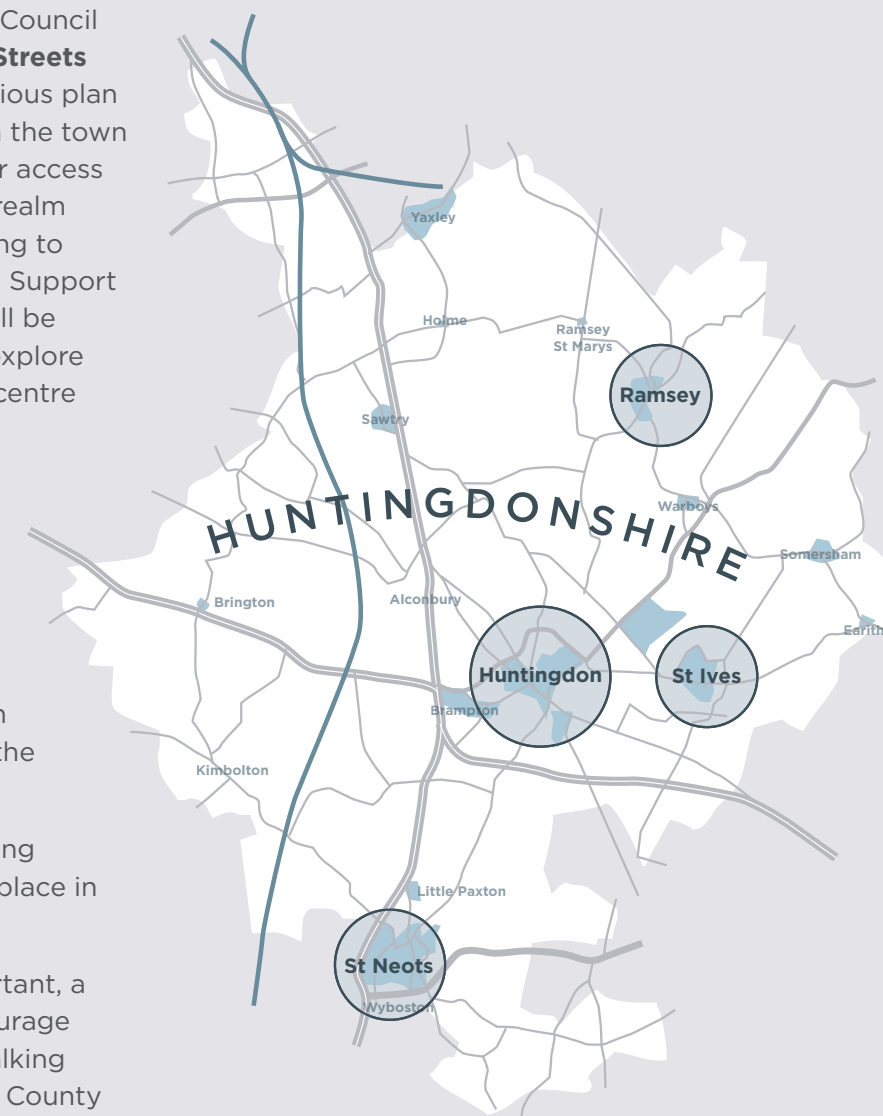 Council
Streets
ious plan
the town
r access
realm
ng to
Support
ll be
explore
centre
n
the
ng
place in
rtant, a
urage
lking
County
Yaxley
Holme
Ramsey
St Marys
Ramsey
Sawtry
HUNTINGDONSHIRE
Warboys
Somersham
Brington
Alconbury
Earith
Huntingdon
St Ives
Brampton
Kimbolton
Little Paxton
St Neots
Wyboston